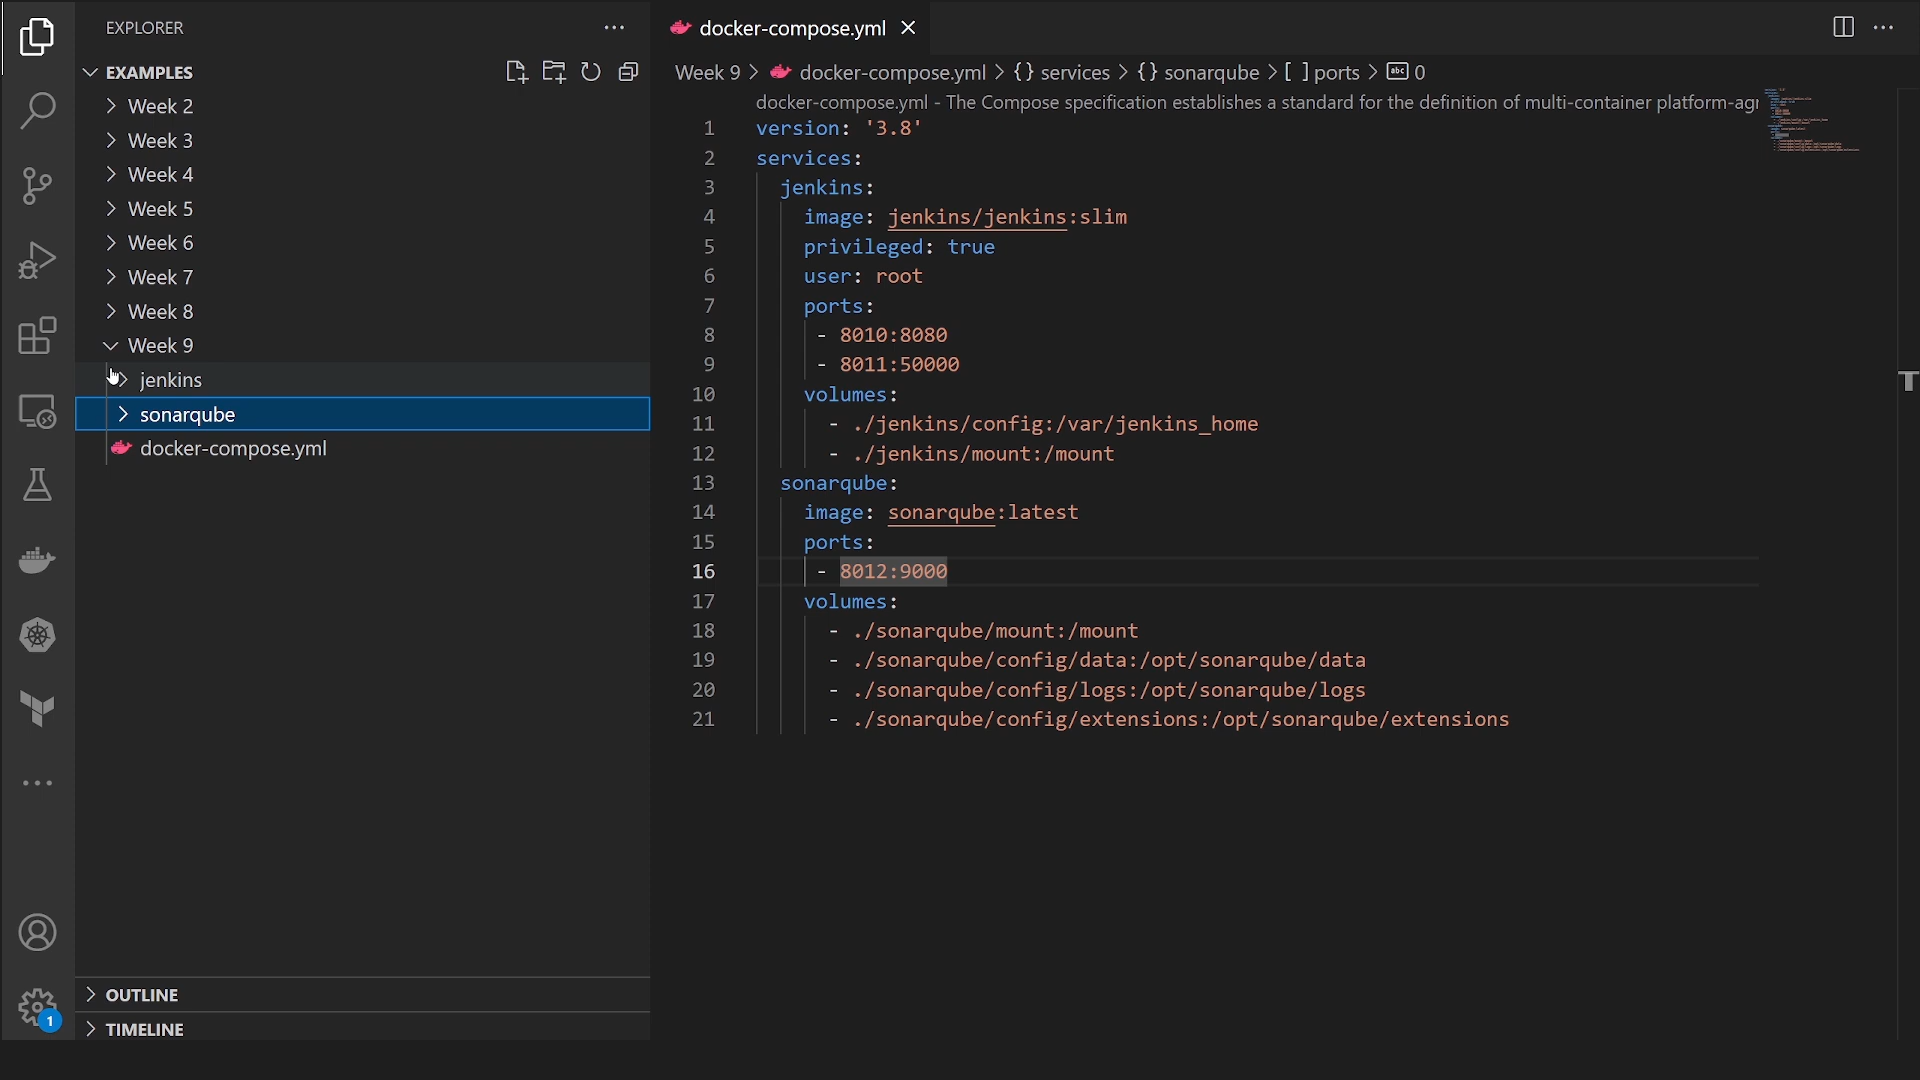 EXPLORER
EXAMPLES
Week 2
Week 3
Week 4
Week 5
Week 6
Week 7
Week 8
Week 9
jenkins
sonarqube
docker-compose.yml
OUTLINE
TIMELINE
1
docker-compose.yml
Week 9 > docker-compose.yml > {} services > {} sonarqube > [ ] ports > abc 0
docker-compose.yml - The Compose specification establishes a standard for the definition of multi-container platform-agr
1 version: '3.8'
2 services:
3 jenkins:
4 image: jenkins/jenkins:slim
5 privileged: true
6 user: root
7 ports:
8 - 8010:8080
9 - 8011:50000
10 volumes:
11 - ./jenkins/config:/var/jenkins_home
12 - ./jenkins/mount:/mount
13 sonarqube:
14 image: sonarqube:latest
15 ports:
16 - 8012:9000
17 volumes:
18 - ./sonarqube/mount:/mount
19 - ./sonarqube/config/data:/opt/sonarqube/data
20 - ./sonarqube/config/logs:/opt/sonarqube/logs
21 - ./sonarqube/config/extensions:/opt/sonarqube/extensions